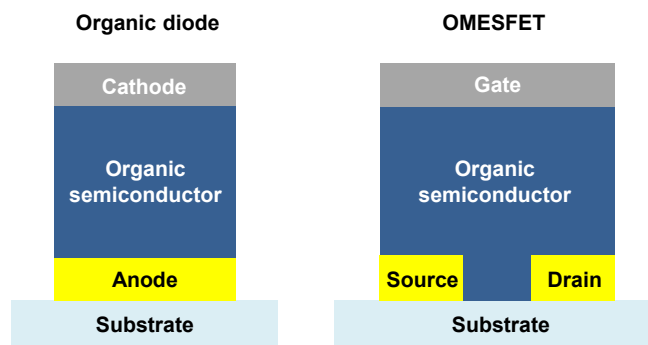 Organic diode
Cathode
Organic
semiconductor
Anode
Substrate
OMESFET
Gate
Organic
semiconductor
Source
Drain
Substrate